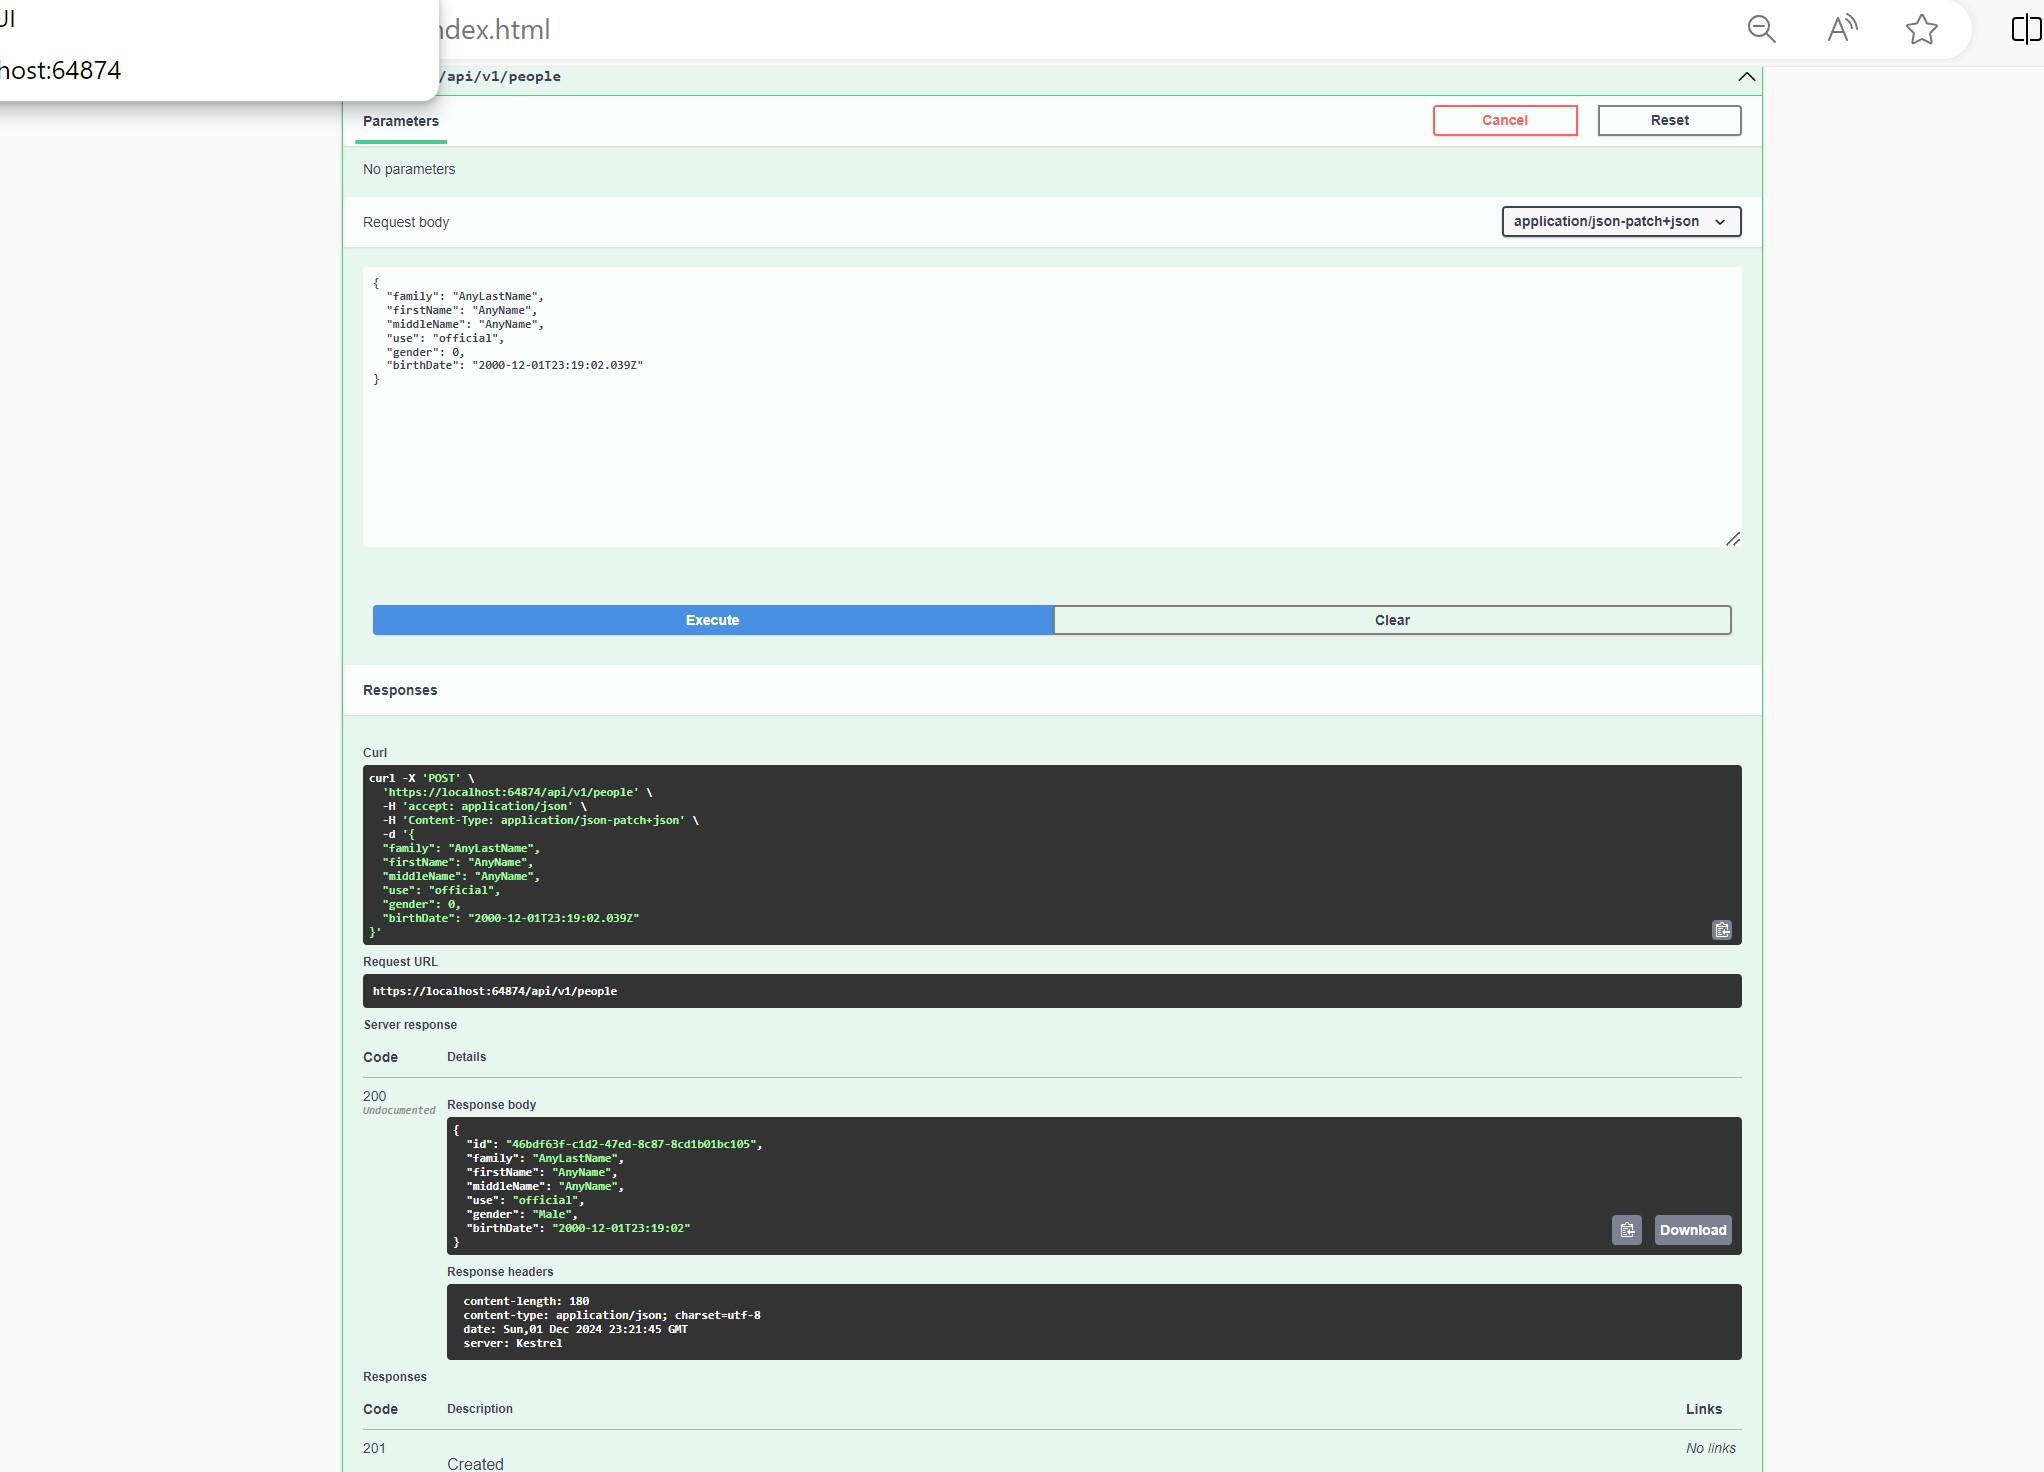 UI
host:64874
ndex.html
/api/v1/people
Parameters
Cancel
Reset
No parameters
Request body
application/json-patch+json
{
  "family": "AnyLastName",
  "firstName": "AnyName",
  "middleName": "AnyName",
  "use": "official",
  "gender": 0,
  "birthDate": "2000-12-01T23:19:02.039Z"
}
Execute
Clear
Responses
Curl
curl -X 'POST' \
  'https://localhost:64874/api/v1/people' \
  -H 'accept: application/json' \
  -H 'Content-Type: application/json-patch+json' \
  -d '{
  "family": "AnyLastName",
  "firstName": "AnyName",
  "middleName": "AnyName",
  "use": "official",
  "gender": 0,
  "birthDate": "2000-12-01T23:19:02.039Z"
}'
Request URL
https://localhost:64874/api/v1/people
Server response
Code Details
200
Undocumented
Response body
{
  "id": "46bdf63f-c1d2-47ed-8c87-8cd1b01bc105",
  "family": "AnyLastName",
  "firstName": "AnyName",
  "middleName": "AnyName",
  "use": "official",
  "gender": "Male",
  "birthDate": "2000-12-01T23:19:02"
}
Download
Response headers
content-length: 180
content-type: application/json; charset=utf-8
date: Sun,01 Dec 2024 23:21:45 GMT
server: Kestrel
Responses
Code Description Links
201 No links
Created